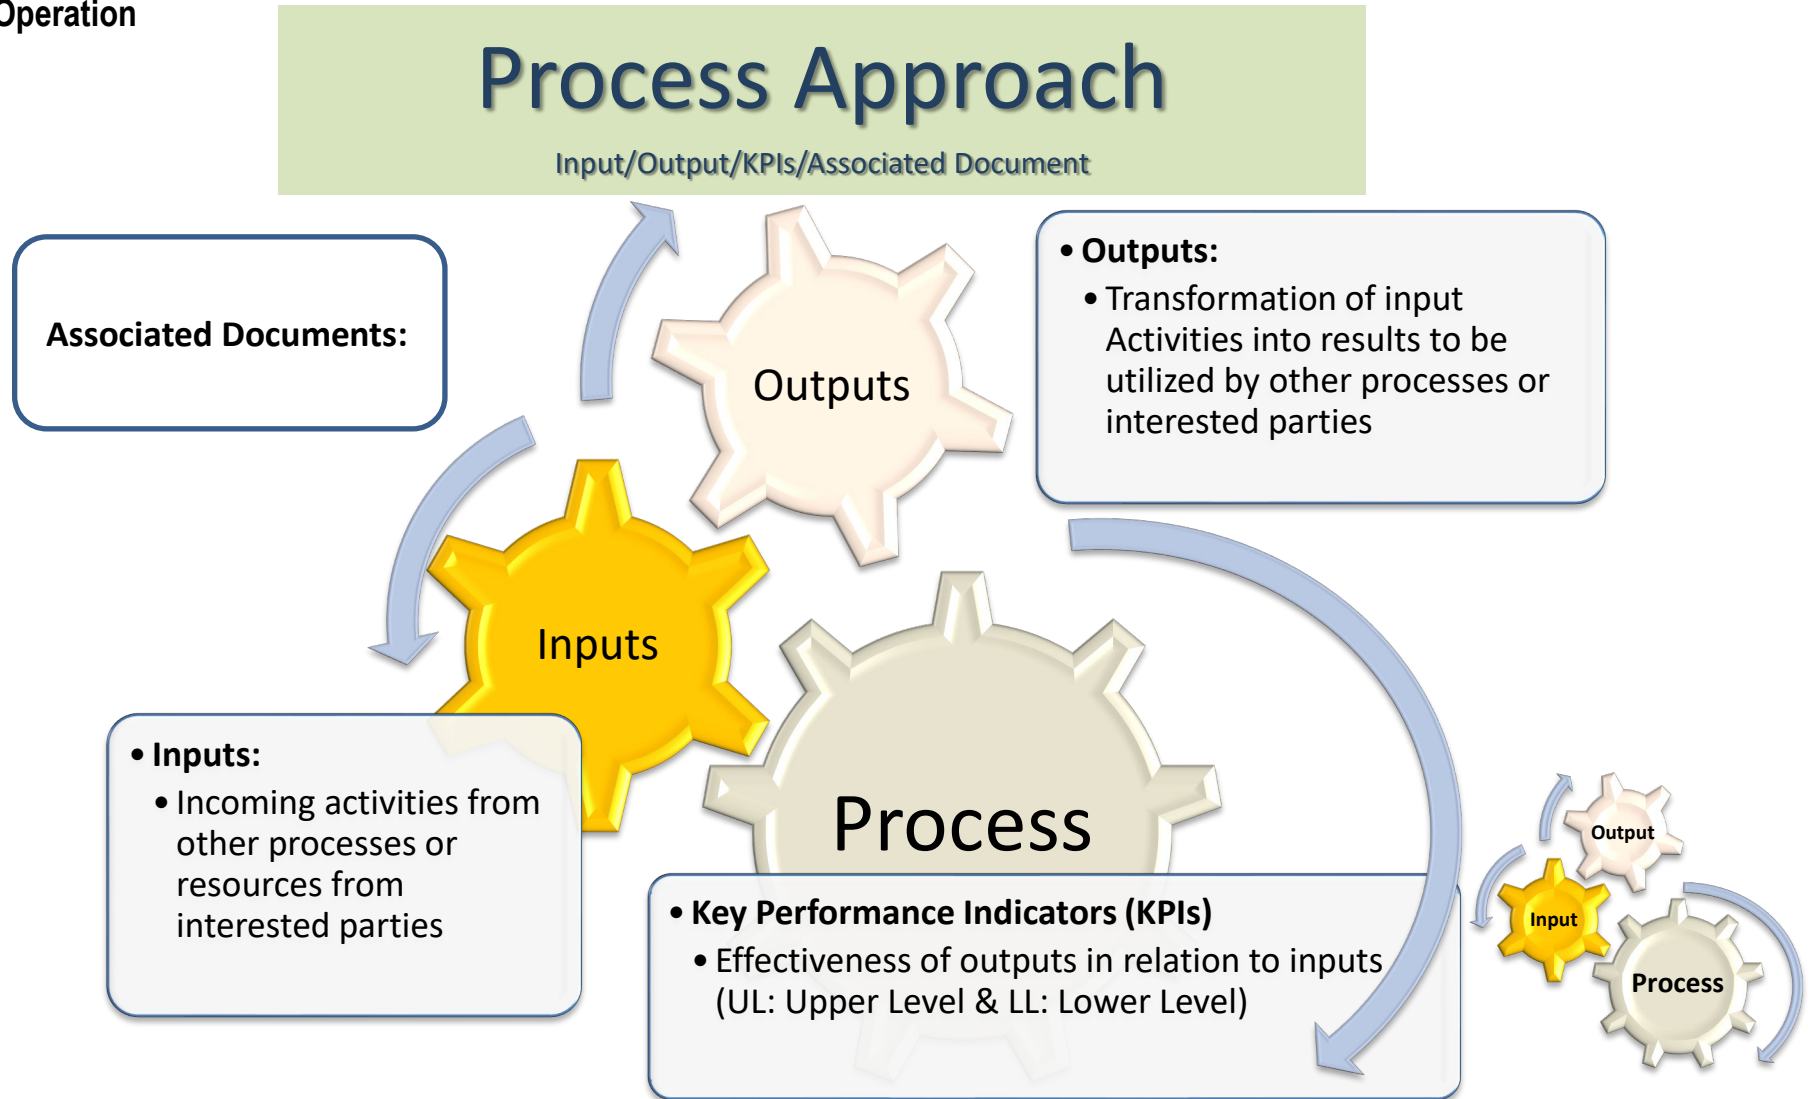 Operation
Process Approach
Input/Output/KPIs/Associated Document
Associated Documents:
Outputs
• Outputs:
• Transformation of input
Activities into results to be
utilized by other processes or
interested parties
Inputs
• Inputs:
• Incoming activities from
other processes or
resources from
interested parties
Process
• Key Performance Indicators (KPIs)
• Effectiveness of outputs in relation to inputs
(UL: Upper Level & LL: Lower Level)
Output
Input
Process